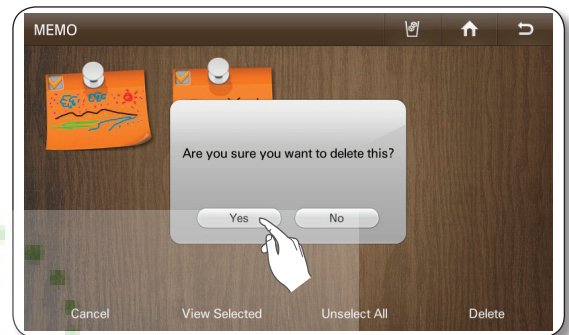 MEMO
Are you sure you want to delete this?
Yes No
Cancel View Selected Unselect All Delete